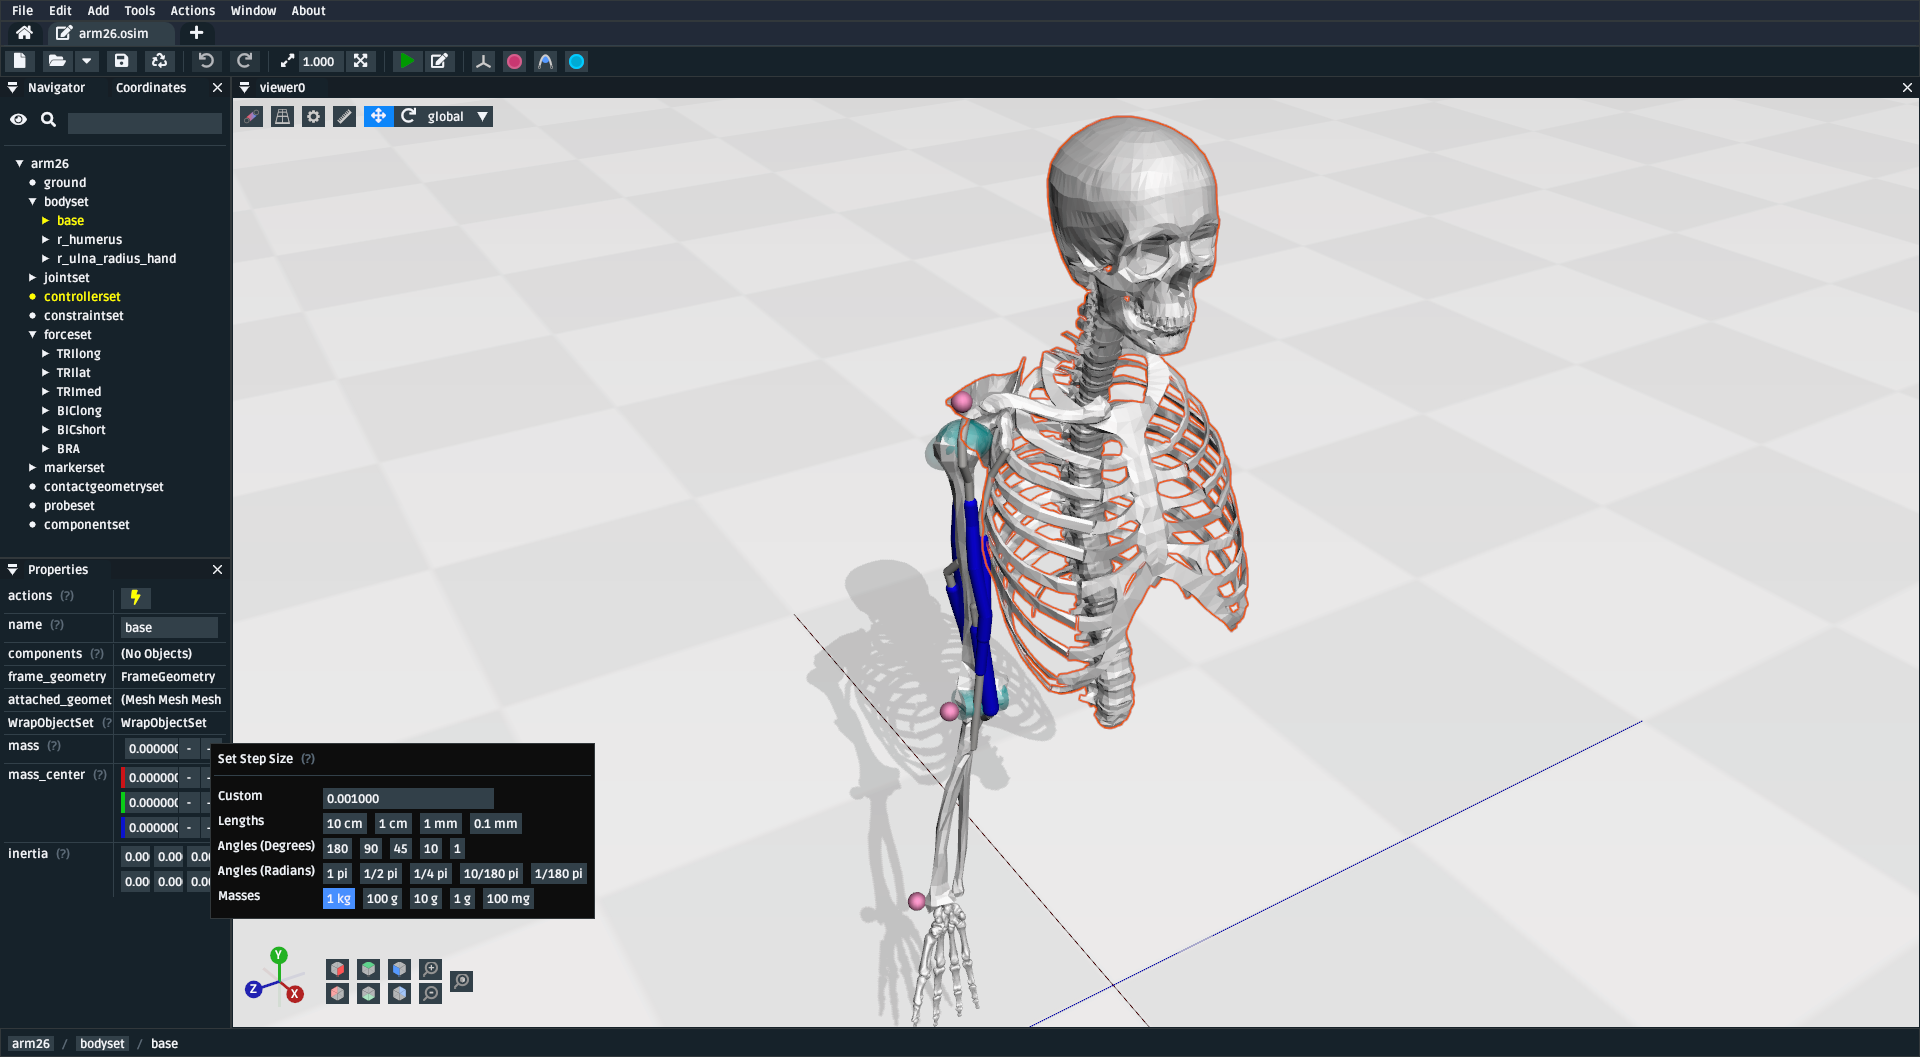 File Edit Add Tools Actions Window About
arm26.osim
1.000
Navigator Coordinates
viewer0
global
arm26
ground
bodyset
base
r_humerus
r_ulna_radius_hand
jointset
controllerset
constraintset
forceset
TRIlong
TRIlat
TRImed
BIClong
BICshort
BRA
markerset
contactgeometryset
probeset
componentset
Properties
actions (?)
name (?) base
components (?) (No Objects)
frame_geometry FrameGeometry
attached_geomet (Mesh Mesh Mesh
WrapObjectSet (? WrapObjectSet
mass (?) 0.000000 - -
mass_center (?) 0.000000 - -
0.000000 - -
0.000000 - -
inertia (?) 0.00 0.00 0.00
0.00 0.00 0.00
Set Step Size (?)
Custom 0.001000
Lengths 10 cm 1 cm 1 mm 0.1 mm
Angles (Degrees) 180 90 45 10 1
Angles (Radians) 1 pi 1/2 pi 1/4 pi 10/180 pi 1/180 pi
Masses 1 kg 100 g 10 g 1 g 100 mg
Y
Z X
arm26 / bodyset / base